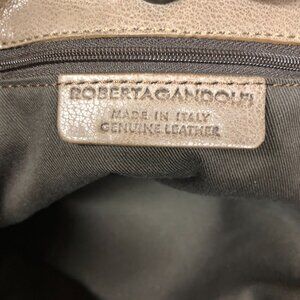 ROBERTAGANDOLFI
MADE IN ITALY
GENUINE LEATHER